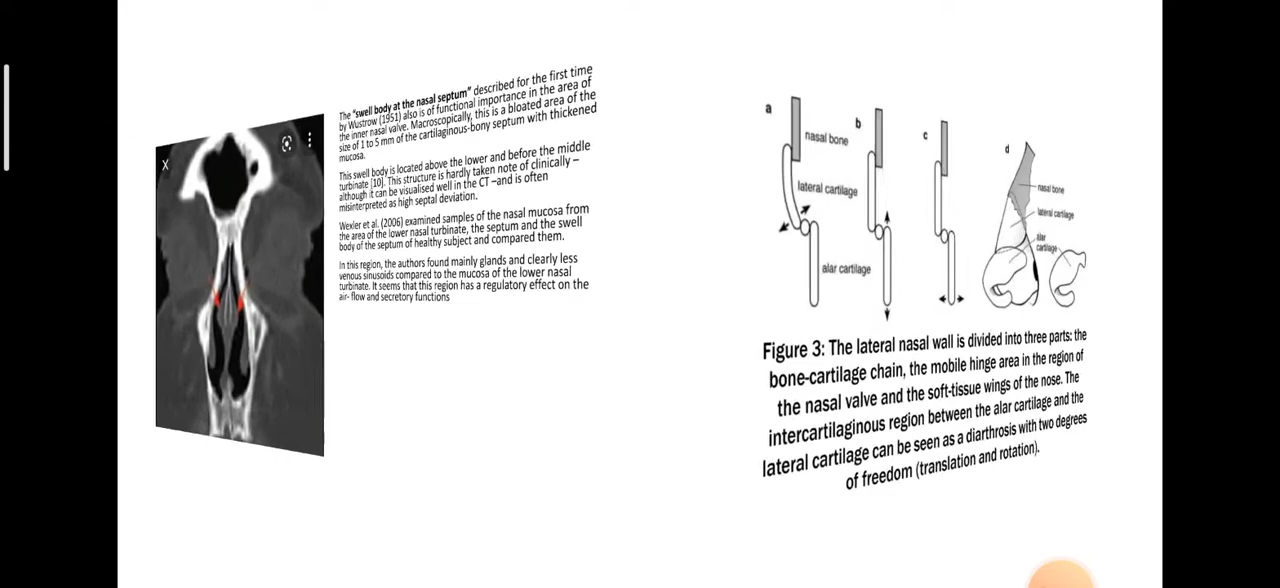 The "swell body at the nasal septum" described for the first time
by Wustrow (1951) also is of functional importance in the area of
the inner nasal valve. Macroscopically, this is a bloated area of the
size of 1 to 5 mm of the cartilaginous-bony septum with thickened
mucosa.
This swell body is located above the lower and before the middle
turbinate [10]. This structure is hardly taken note of clinically –
although it can be visualised well in the CT –and is often
misinterpreted as high septal deviation.
Wexler et al. (2006) examined samples of the nasal mucosa from
the area of the lower nasal turbinate, the septum and the swell
body of the septum of healthy subject and compared them.
In this region, the authors found mainly glands and clearly less
venous sinusoids compared to the mucosa of the lower nasal
turbinate. It seems that this region has a regulatory effect on the
air- flow and secretory functions
a
b
c
d
nasal bone
lateral cartilage
alar cartilage
nasal bone
lateral cartilage
alar
cartilage
Figure 3: The lateral nasal wall is divided into three parts: the
bone-cartilage chain, the mobile hinge area in the region of
the nasal valve and the soft-tissue wings of the nose. The
intercartilaginous region between the alar cartilage and the
lateral cartilage can be seen as a diarthrosis with two degrees
of freedom (translation and rotation).